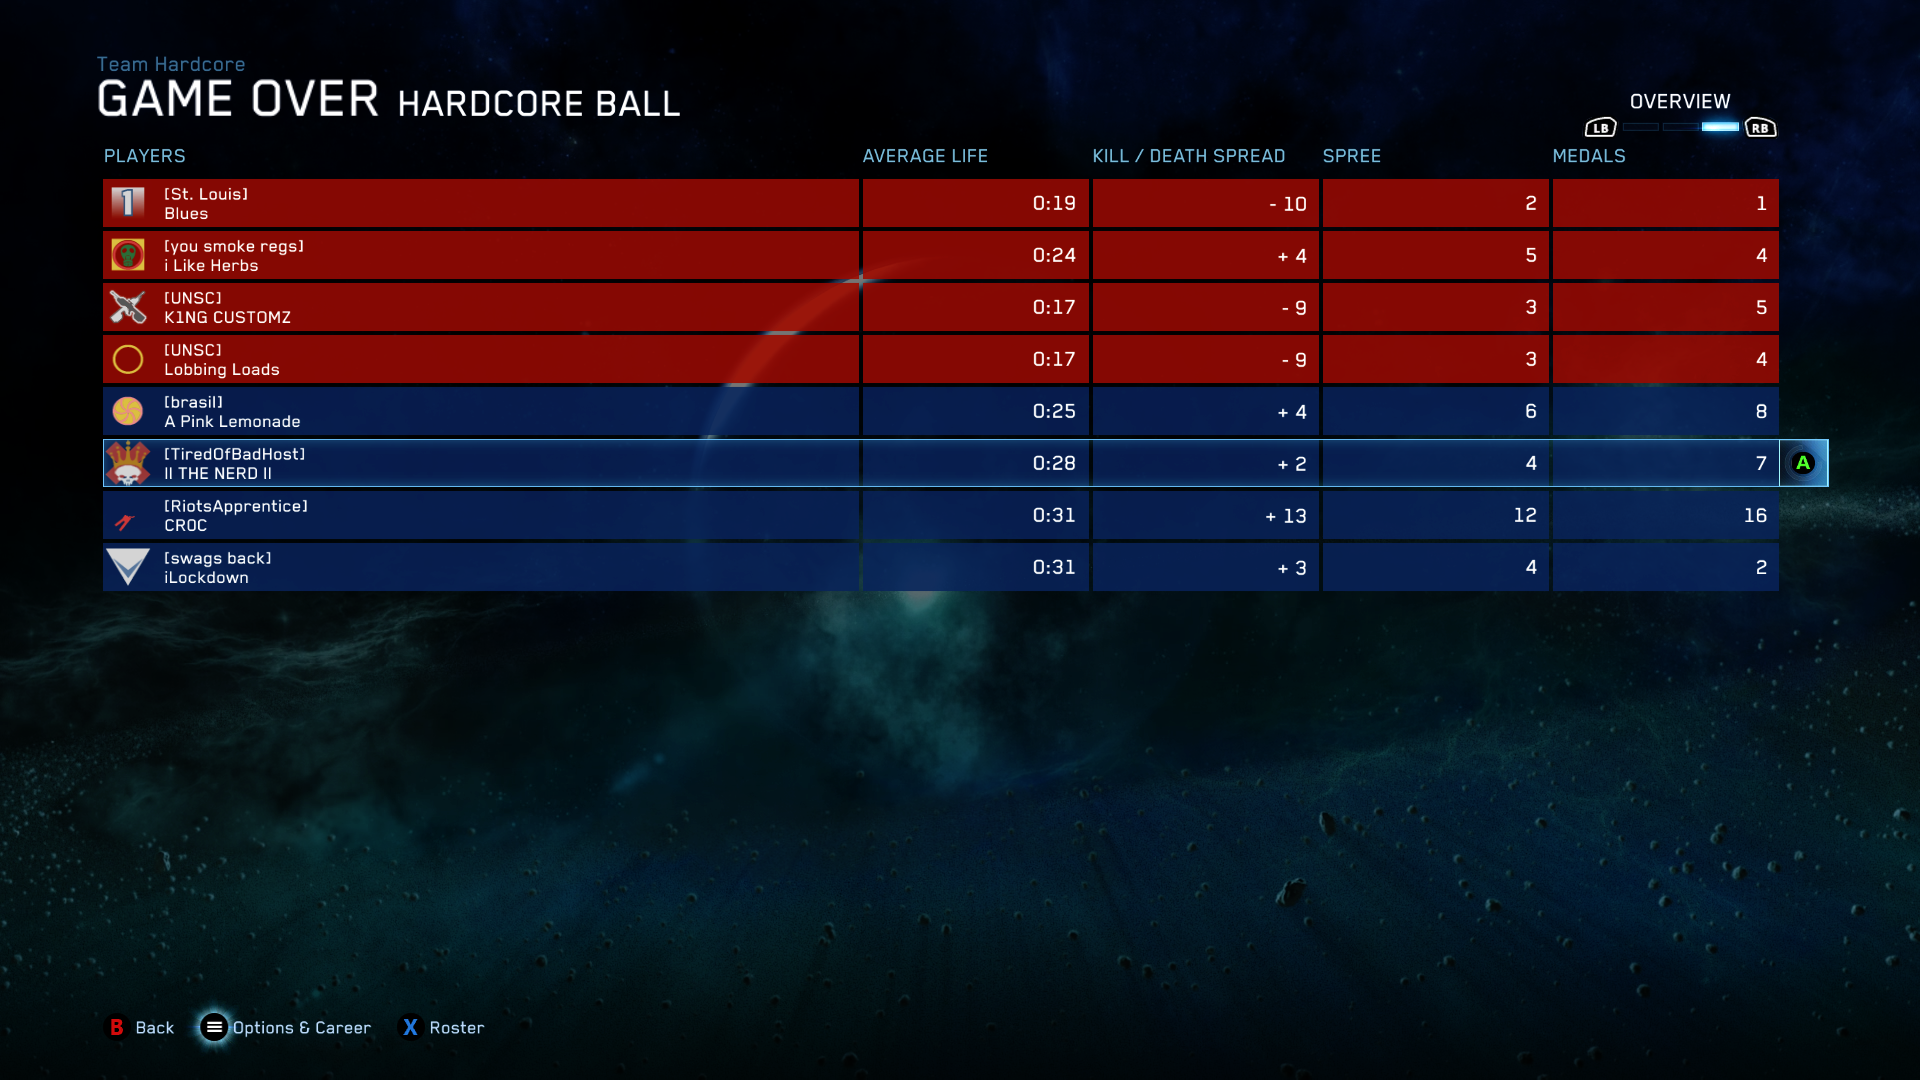 Team Hardcore
GAME OVER HARDCORE BALL
OVERVIEW
LB RB
PLAYERS AVERAGE LIFE KILL / DEATH SPREAD SPREE MEDALS
1 [St. Louis]
Blues 0:19 - 10 2 1
[you smoke regs]
i Like Herbs 0:24 + 4 5 4
[UNSC]
K1NG CUSTOMZ 0:17 - 9 3 5
[UNSC]
Lobbing Loads 0:17 - 9 3 4
[brasil]
A Pink Lemonade 0:25 + 4 6 8
[TiredOfBadHost]
II THE NERD II 0:28 + 2 4 7 A
[RiotsApprentice]
CROC 0:31 + 13 12 16
[swags back]
iLockdown 0:31 + 3 4 2
B Back Options & Career X Roster